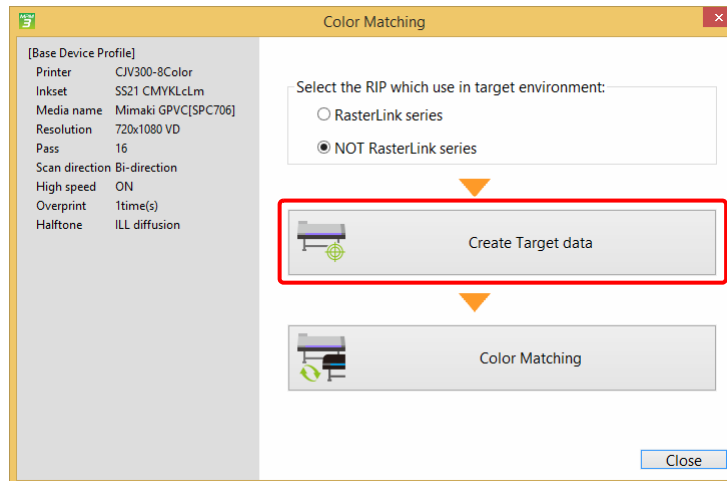 Color Matching
[Base Device Profile]
Printer CJV300-8Color
Inkset SS21 CMYKLcLm
Media name Mimaki GPVC[SPC706]
Resolution 720x1080 VD
Pass 16
Scan direction Bi-direction
High speed ON
Overprint 1time(s)
Halftone ILL diffusion
Select the RIP which use in target environment:
RasterLink series
NOT RasterLink series
Create Target data
Color Matching
Close